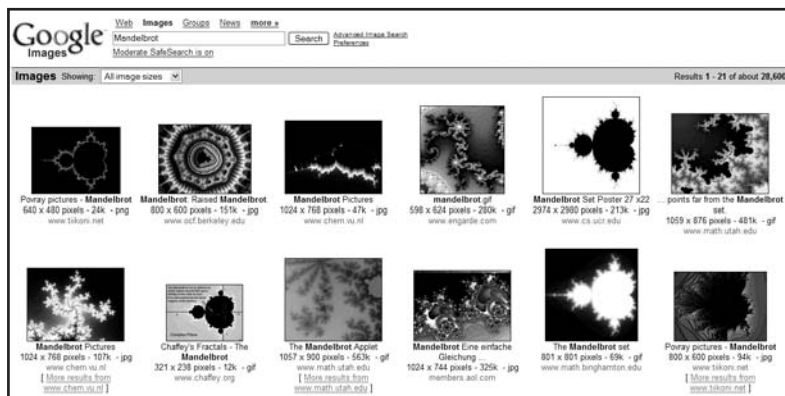 Web Images Groups News more »
Google
Images
Mandelbrot Search Advanced Image Search
Preferences
Moderate SafeSearch is on
Images Showing: All image sizes Results 1 - 21 of about 28,600
Povray pictures - Mandelbrot
640 x 480 pixels - 24k - png
www.tiikoni.net
Mandelbrot: Raised Mandelbrot
800 x 600 pixels - 151k - jpg
www.ocf.berkeley.edu
Mandelbrot Pictures
1024 x 768 pixels - 47k - jpg
www.chem.vu.nl
mandelbrot.gif
598 x 624 pixels - 280k - gif
www.engarde.com
Mandelbrot Set Poster 27 x22
2974 x 2980 pixels - 213k - jpg
www.cs.ucr.edu
... points far from the Mandelbrot
set.
1059 x 876 pixels - 481k - gif
www.math.utah.edu
Mandelbrot Pictures
1024 x 768 pixels - 107k - jpg
www.chem.vu.nl
[ More results from
www.chem.vu.nl ]
Chaffey's Fractals - The
Mandelbrot
321 x 238 pixels - 12k - gif
www.chaffey.org
The Mandelbrot Applet
1057 x 900 pixels - 563k - gif
www.math.utah.edu
[ More results from
www.math.utah.edu ]
Mandelbrot Eine einfache
Gleichung ...
1024 x 744 pixels - 325k - jpg
members.aol.com
The Mandelbrot set
801 x 801 pixels - 69k - gif
www.math.binghamton.edu
Povray pictures - Mandelbrot
800 x 600 pixels - 94k - jpg
www.tiikoni.net
[ More results from
www.tiikoni.net ]